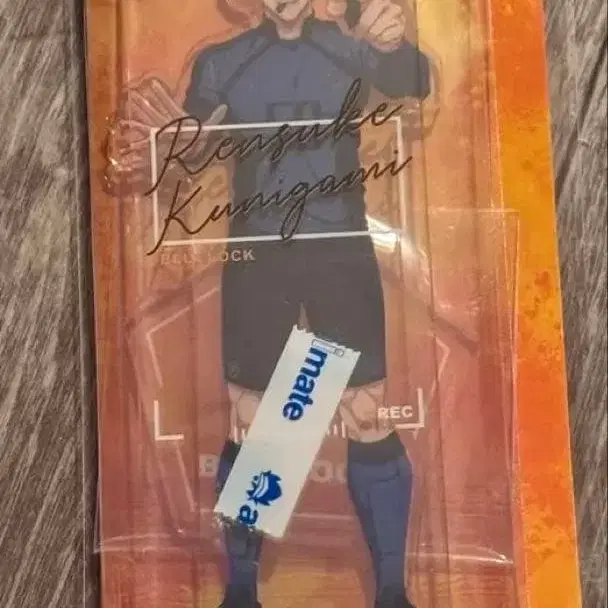 Rensuke
Kunigami
BLUE LOCK
mate
REC
a